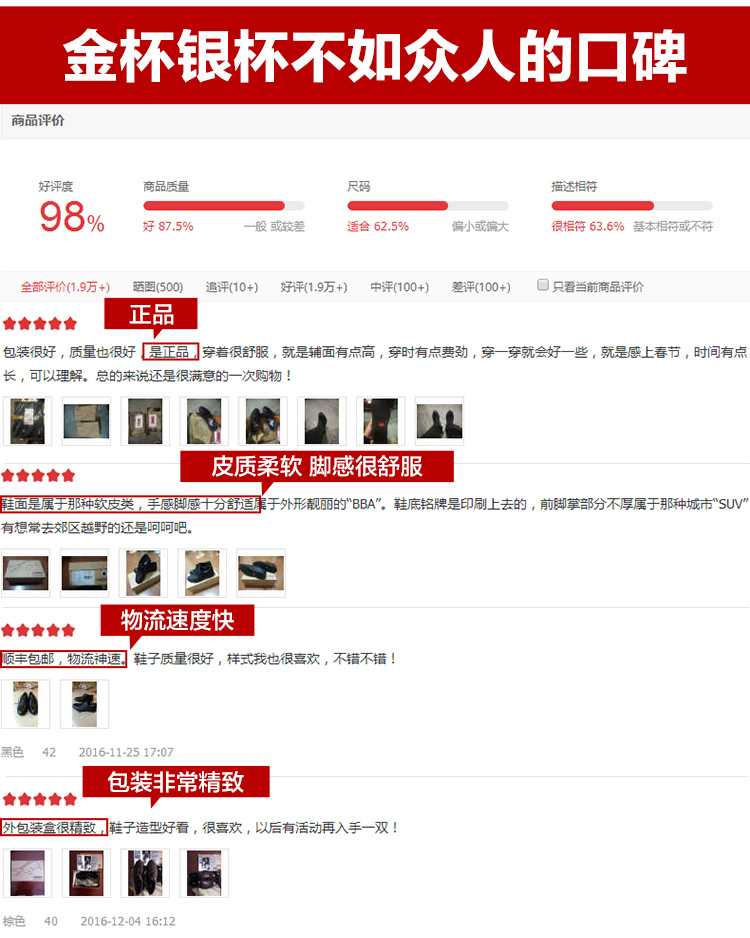 金杯银杯不如众人的口碑
商品评价
好评度
98%
商品质量
好 87.5%
一般 或较差
尺码
适合 62.5%
偏小或偏大
描述相符
很相符 63.6%
基本相符或不符
全部评价(1.9万+) 晒图(500) 追评(10+) 好评(1.9万+) 中评(100+) 差评(100+) 只看当前商品评价
正品
包装很好，质量也很好，是正品，穿着很舒服，就是辅面有点高，穿时有点费劲，穿一穿就会好一些，就是感上春节，时间有点
长，可以理解。总的来说还是很满意的一次购物！
皮质柔软 脚感很舒服
鞋面是属于那种软皮类，手感脚感十分舒适属于外形靓丽的“BBA”。鞋底铭牌是印刷上去的，前脚掌部分不厚属于那种城市“SUV”
有想常去郊区越野的还是呵呵吧。
物流速度快
顺丰包邮，物流神速。鞋子质量很好，样式我也很喜欢，不错不错！
黑色 42 2016-11-25 17:07
包装非常精致
外包装盒很精致，鞋子造型好看，很喜欢，以后有活动再入手一双！
棕色 40 2016-12-04 16:12